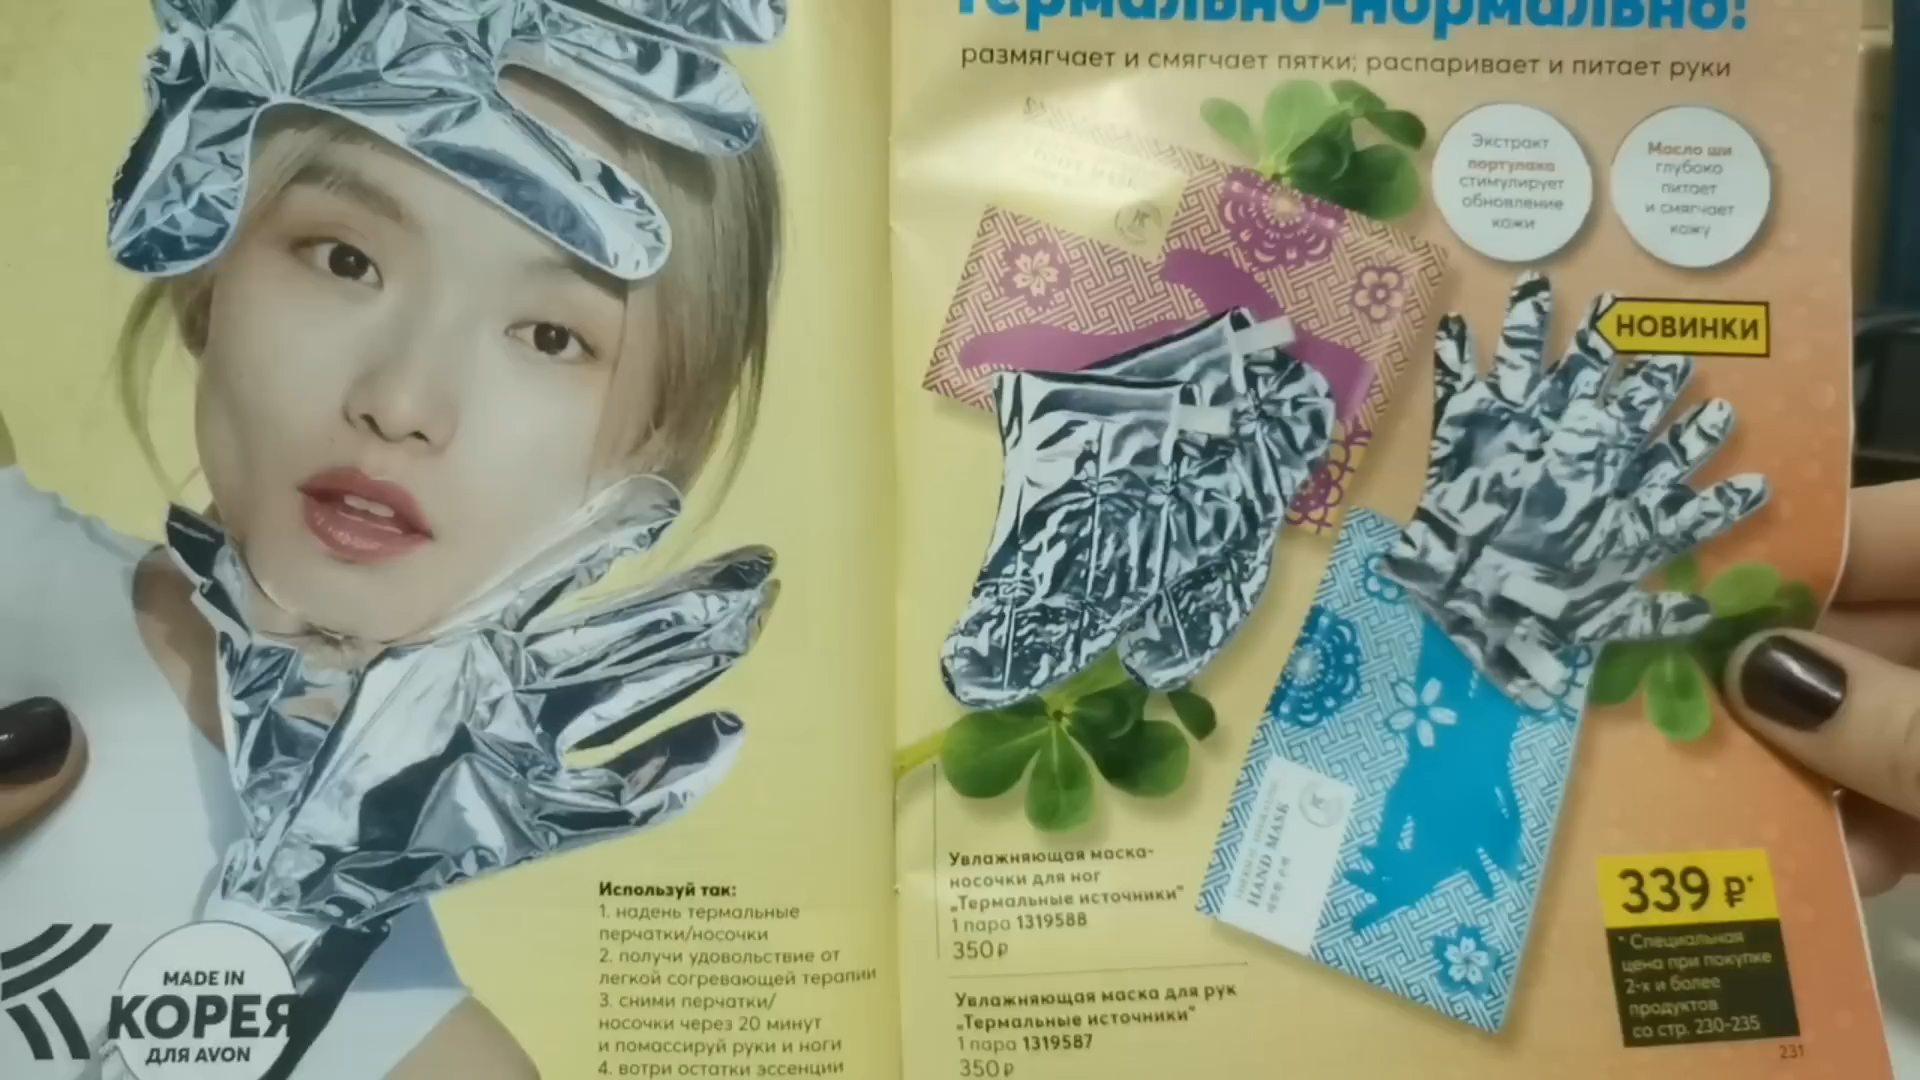 MADE IN
КОРЕЯ
ДЛЯ AVON
Используй так:
1. надень термальные
перчатки/носочки
2. получи удовольствие от
легкой согревающей терапии
3. сними перчатки/
носочки через 20 минут
и помассируй руки и ноги
4. вотри остатки эссенции
Термально-нормально!
размягчает и смягчает пятки; распаривает и питает руки
Экстракт
портулака
стимулирует
обновление
кожи
Масло ши
глубоко
питает
и смягчает
кожу
НОВИНКИ
FOOT MASK
HAND MASK
Увлажняющая маска-
носочки для ног
„Термальные источники"
1 пара 1319588
350 ₽
Увлажняющая маска для рук
„Термальные источники"
1 пара 1319587
350 ₽
339 ₽*
* Специальная
цена при покупке
2-х и более
продуктов
со стр. 230-235
231